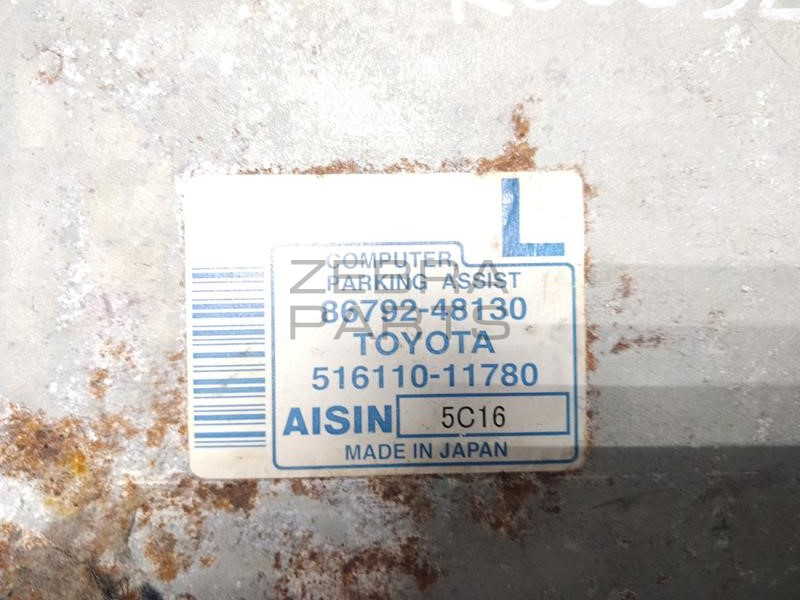 L
COMPUTER
PARKING ASSIST
86792-48130
TOYOTA
516110-11780
AISIN 5C16
MADE IN JAPAN
ZEBRA
PARTS